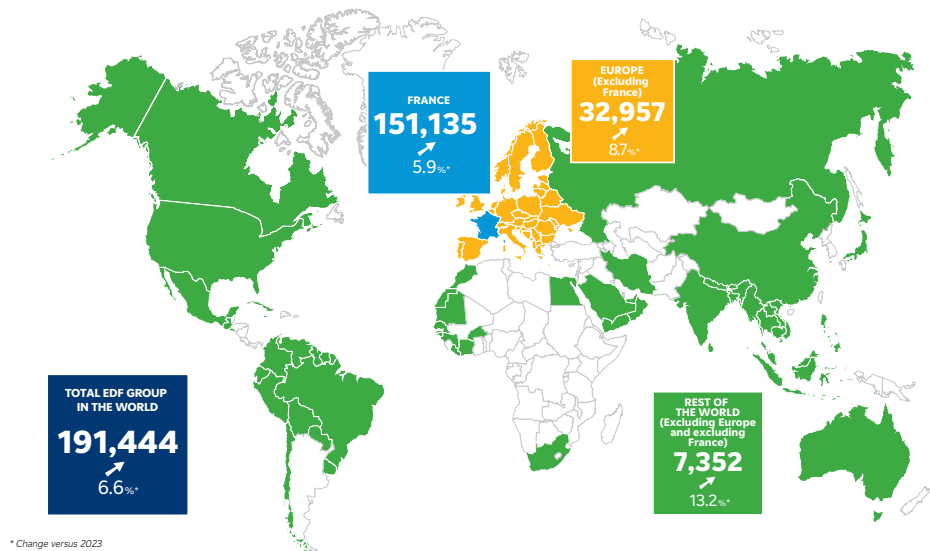 FRANCE
151,135
5.9%*
EUROPE
(Excluding
France)
32,957
8.7%*
TOTAL EDF GROUP
IN THE WORLD
191,444
6.6%*
REST OF
THE WORLD
(Excluding Europe
and excluding
France)
7,352
13.2%*
* Change versus 2023